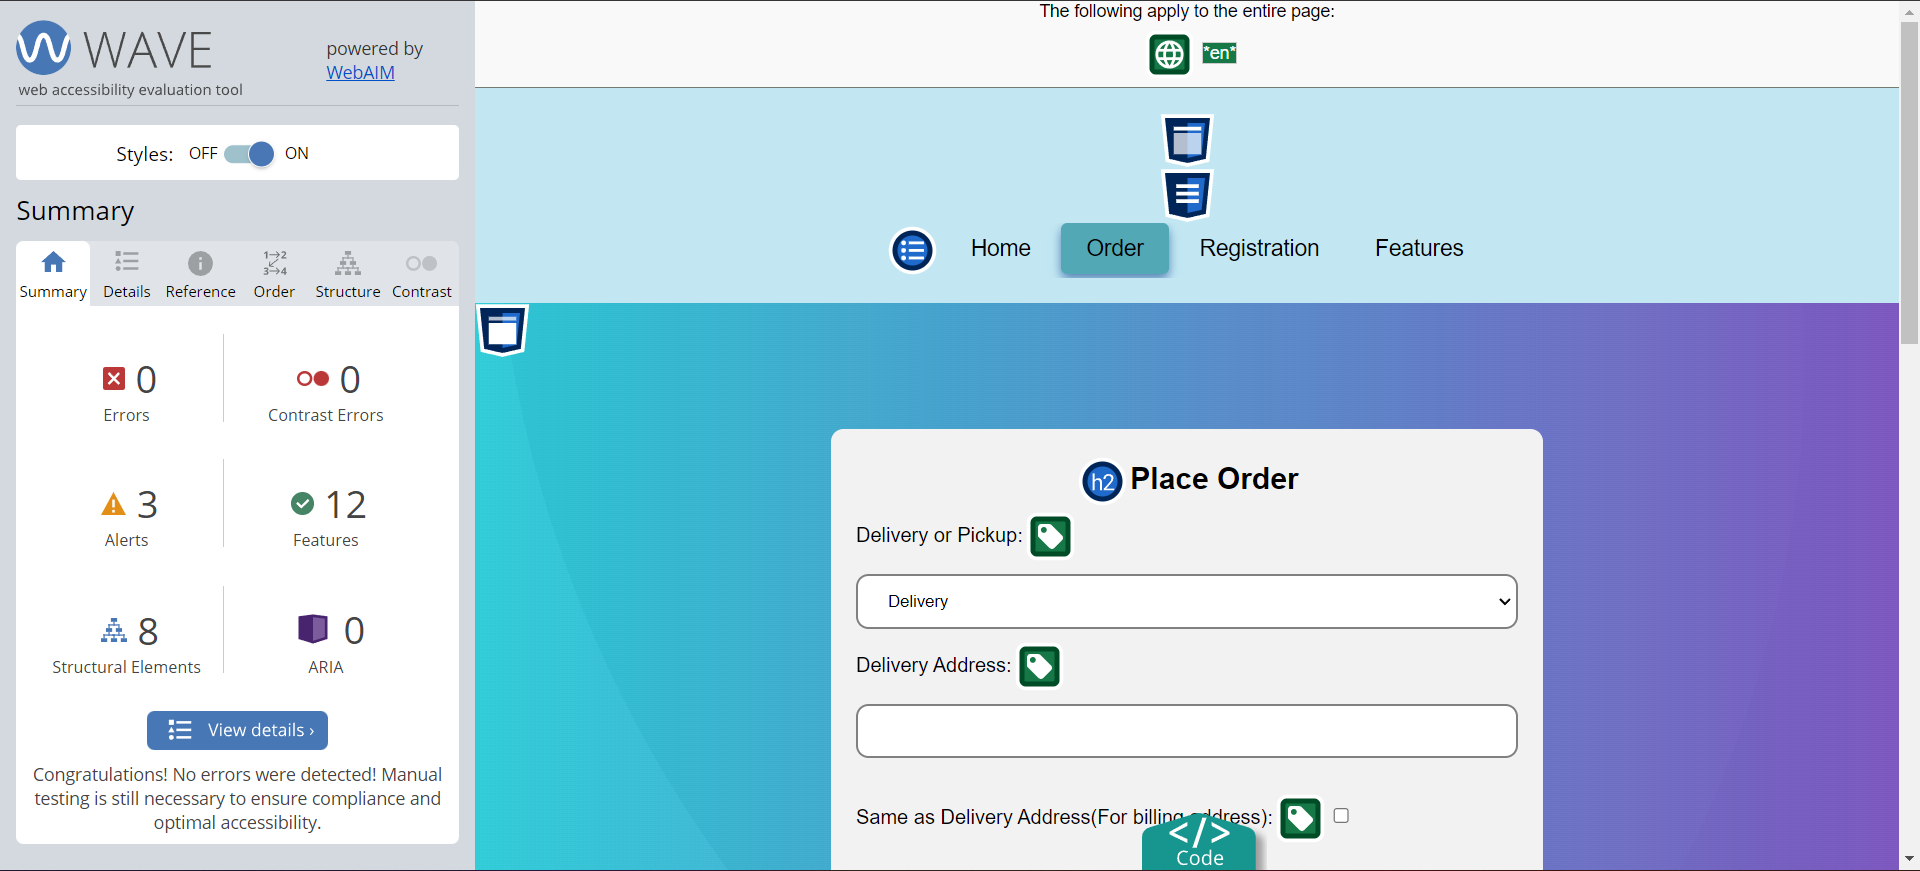 WAVE
powered by
WebAIM
web accessibility evaluation tool
Styles: OFF ON
Summary
Summary Details Reference Order Structure Contrast
0 Errors
0 Contrast Errors
3 Alerts
12 Features
8 Structural Elements
0 ARIA
View details ›
Congratulations! No errors were detected! Manual
testing is still necessary to ensure compliance and
optimal accessibility.
The following apply to the entire page:
*en*
Home Order Registration Features
h2 Place Order
Delivery or Pickup:
Delivery
Delivery Address:
Same as Delivery Address(For billing address):
</>
Code